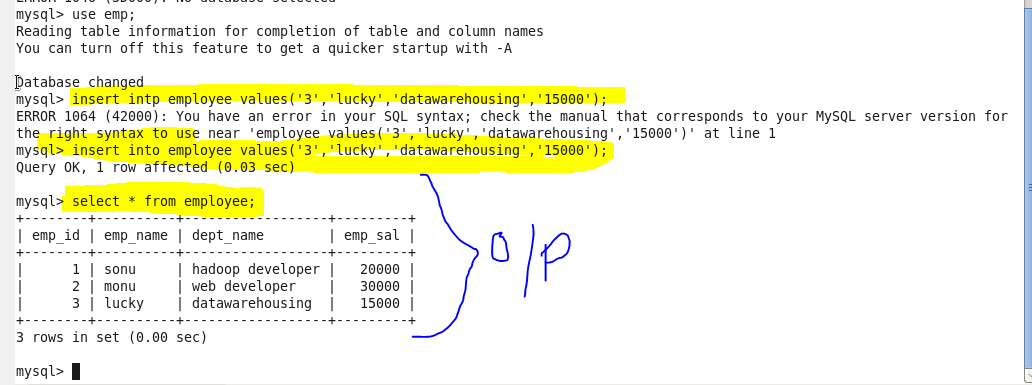 ERROR 1046 (3D000): No database selected
mysql> use emp;
Reading table information for completion of table and column names
You can turn off this feature to get a quicker startup with -A
Database changed
mysql> insert intp employee values('3','lucky','datawarehousing','15000');
ERROR 1064 (42000): You have an error in your SQL syntax; check the manual that corresponds to your MySQL server version for
the right syntax to use near 'employee values('3','lucky','datawarehousing','15000')' at line 1
mysql> insert into employee values('3','lucky','datawarehousing','15000');
Query OK, 1 row affected (0.03 sec)
mysql> select * from employee;
+--------+----------+------------------+---------+
| emp_id | emp_name | dept_name        | emp_sal |
+--------+----------+------------------+---------+
|      1 | sonu     | hadoop developer |   20000 |
|      2 | monu     | web developer    |   30000 |
|      3 | lucky    | datawarehousing  |   15000 |
+--------+----------+------------------+---------+
3 rows in set (0.00 sec)
mysql>
O/P